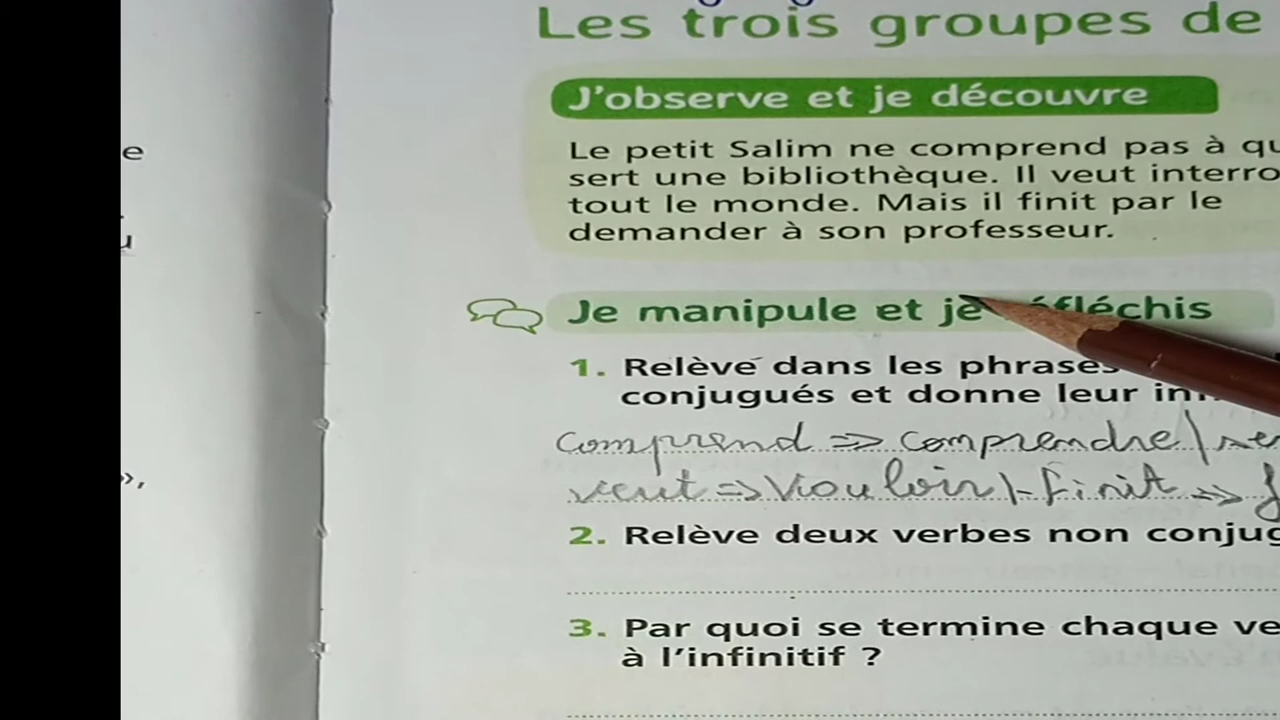 Les trois groupes de
J'observe et je découvre
Le petit Salim ne comprend pas à qu
sert une bibliothèque. Il veut interro
tout le monde. Mais il finit par le
demander à son professeur.
Je manipule et je réfléchis
1. Relève dans les phrases
conjugués et donne leur in
comprend => comprendre / ser
veut => vouloir / - finit => f
2. Relève deux verbes non conjug
3. Par quoi se termine chaque ve
à l'infinitif ?
e
u
»,